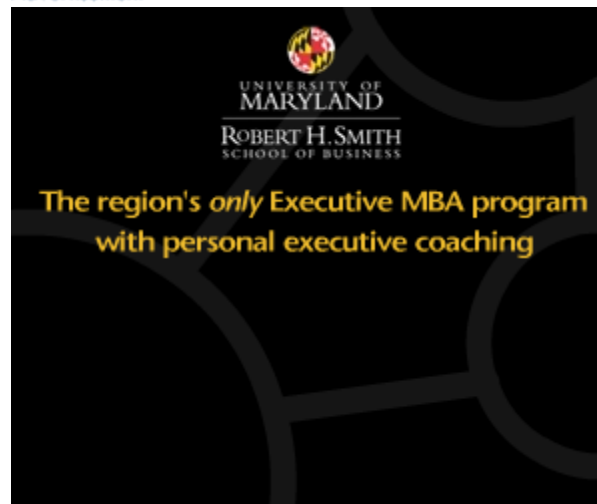 UNIVERSITY OF
MARYLAND
ROBERT H. SMITH
SCHOOL OF BUSINESS
The region's only Executive MBA program
with personal executive coaching